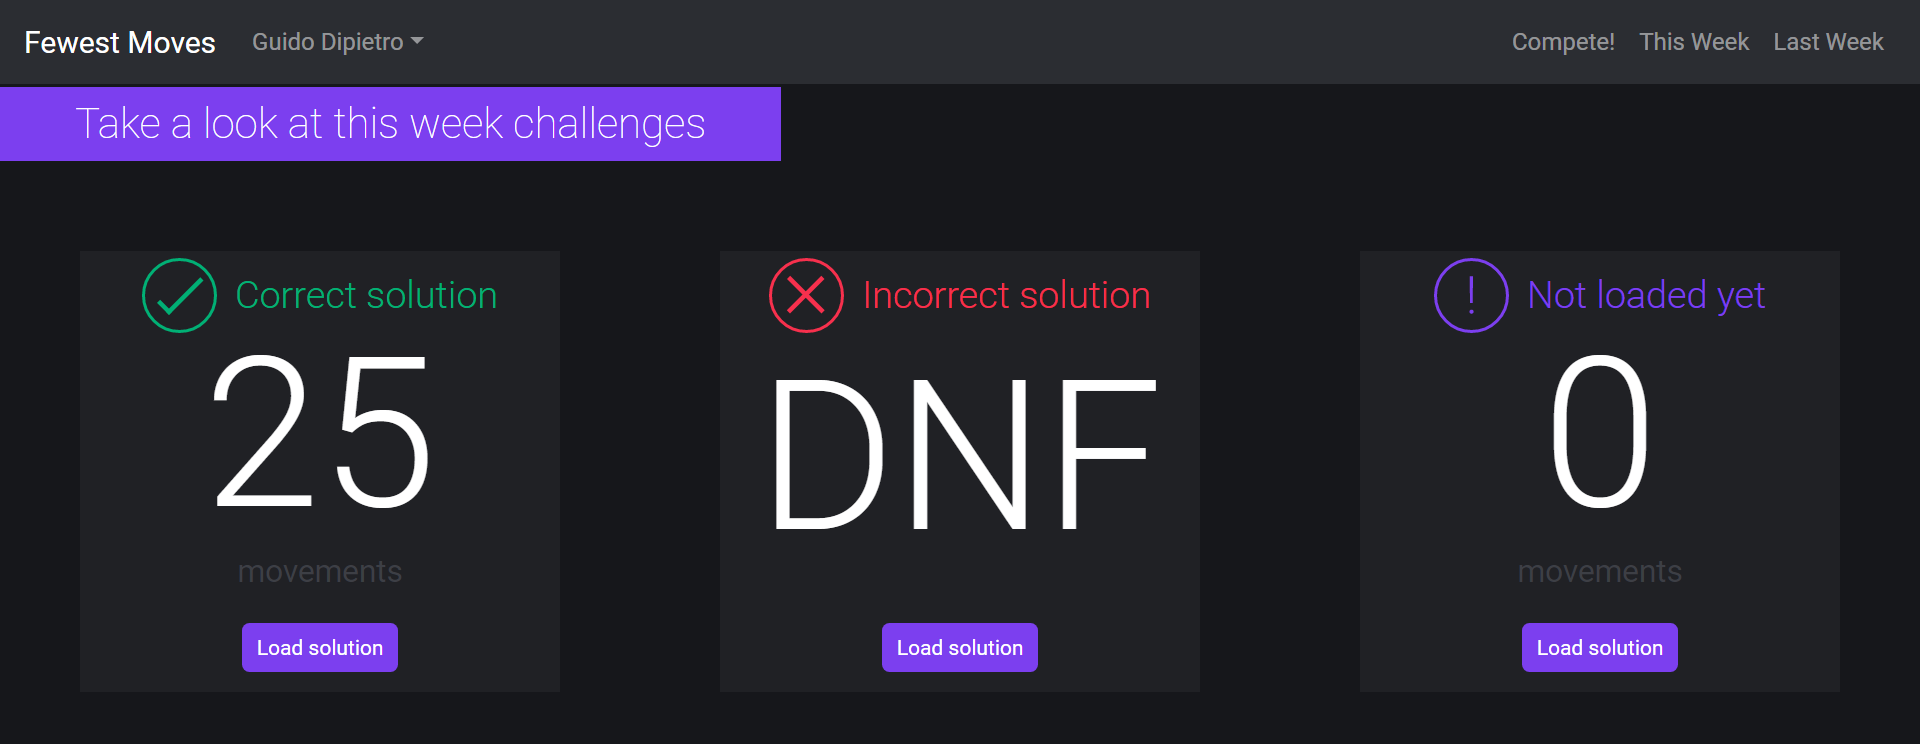 Fewest Moves Guido Dipietro Compete! This Week Last Week
Take a look at this week challenges
Correct solution
25
movements
Load solution
Incorrect solution
DNF
Load solution
! Not loaded yet
0
movements
Load solution